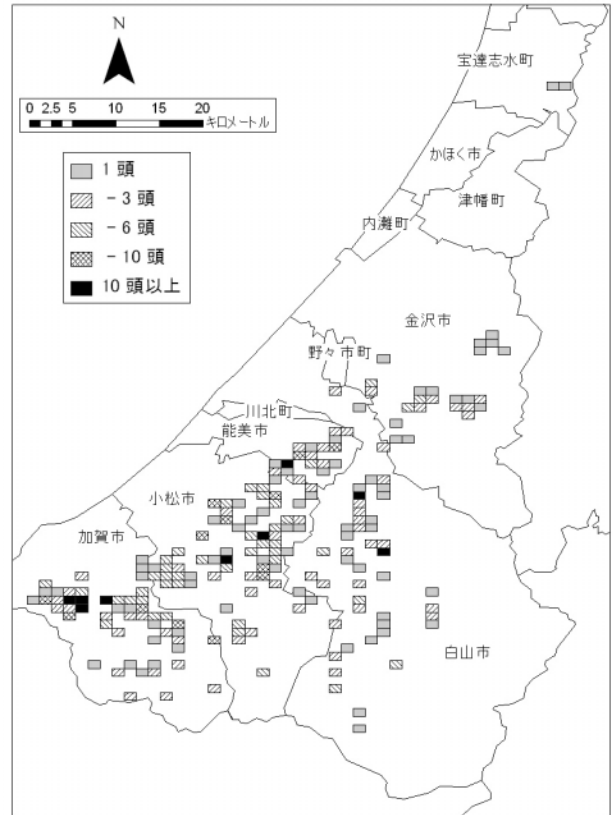 N
0 2.5 5 10 15 20
キロメートル
1 頭
- 3 頭
- 6 頭
- 10 頭
10 頭以上
宝達志水町
かほく市
津幡町
内灘町
金沢市
野々市町
川北町
能美市
小松市
加賀市
白山市